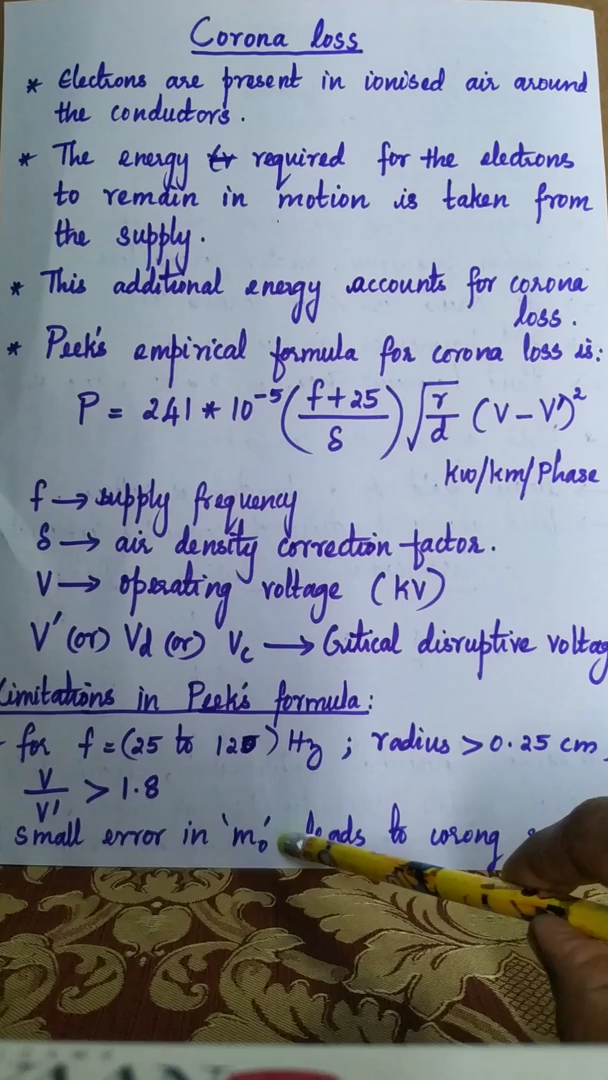 Corona loss
* Electrons are present in ionised air around
the conductors.
* The energy required for the electrons
to remain in motion is taken from
the supply.
* This additional energy accounts for corona
loss.
* Peek's empirical formula for corona loss is:
P = 241 * 10^-5 ((f+25)/δ) √(r/d) (V-V')^2
kw/km/Phase
f → supply frequency
δ → air density correction factor.
V → operating voltage (KV)
V' (or) Vd (or) Vc → Critical disruptive voltag
Limitations in Peek's formula:
for f = (25 to 125) Hz ; radius > 0.25 cm
V/V' > 1.8
small error in 'm₀' leads to